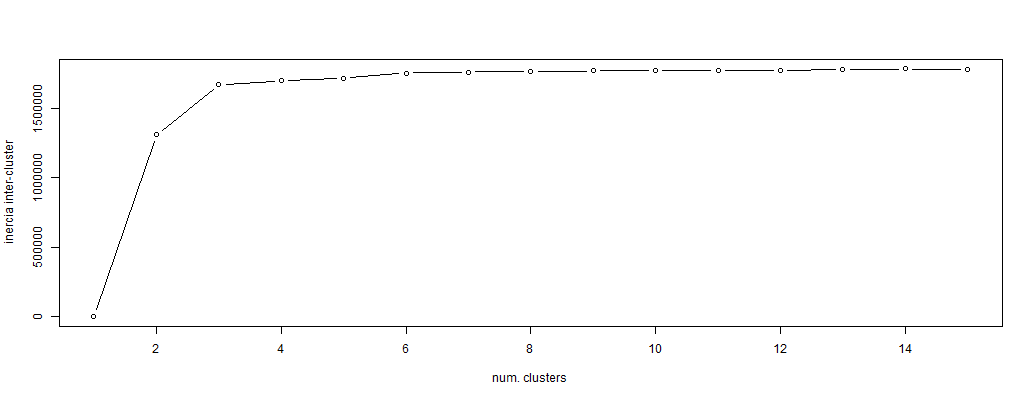 inercia inter-cluster
1500000
1000000
500000
0
2 4 6 8 10 12 14
num. clusters